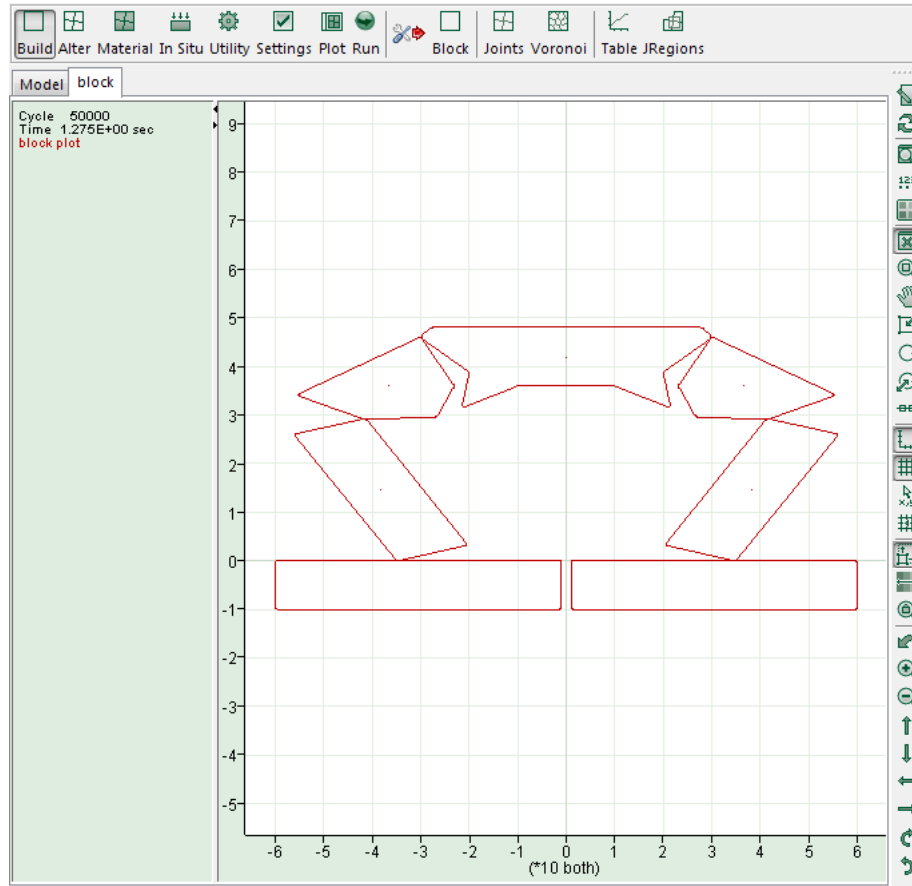 Build Alter Material In Situ Utility Settings Plot Run Block Joints Voronoi Table JRegions
Model block
Cycle 50000
Time 1.275E+00 sec
block plot
9
8
7
6
5
4
3
2
1
0
-1
-2
-3
-4
-5
-6 -5 -4 -3 -2 -1 0 1 2 3 4 5 6
(*10 both)